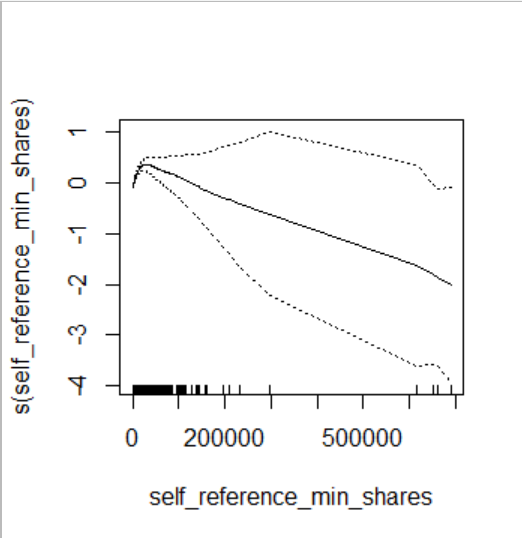 s(self_reference_min_shares)
1
0
-1
-2
-3
-4
0 200000 500000
self_reference_min_shares